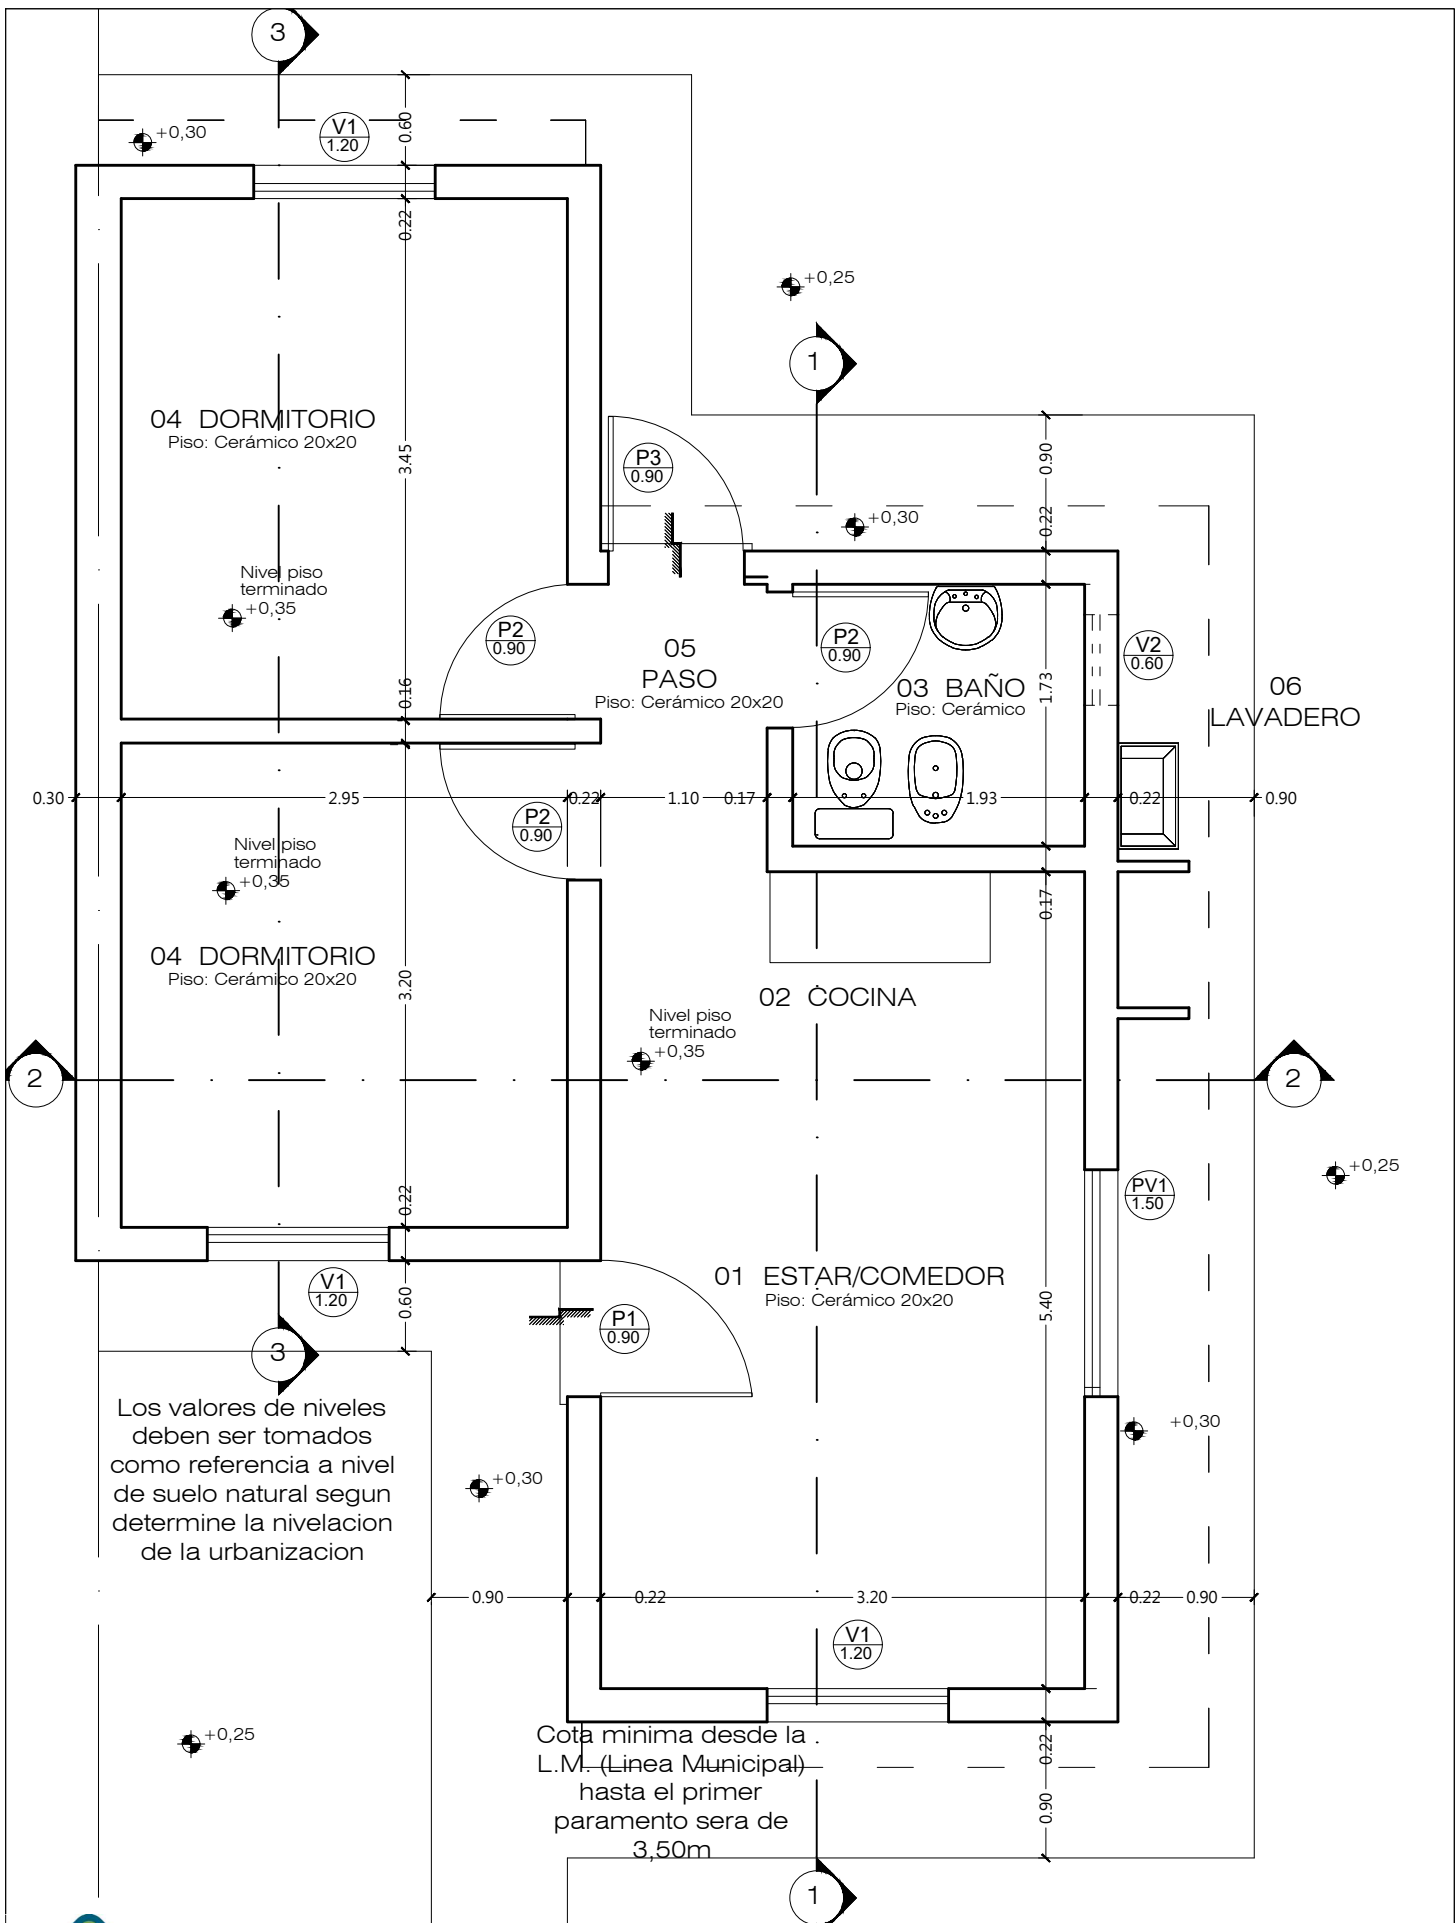 3
+0,30
V1
1.20
0.60
0.22
+0,25
1
04 DORMITORIO
Piso: Cerámico 20x20
3.45
P3
0.90
0.90
0.22
+0,30
Nivel piso
terminado
+0,35
P2
0.90
05
PASO
Piso: Cerámico 20x20
P2
0.90
03 BAÑO
Piso: Cerámico
1.73
V2
0.60
06
LAVADERO
0.16
0.30
2.95
0.22
1.10
0.17
1.93
0.22
0.90
P2
0.90
Nivel piso
terminado
+0,35
0.17
04 DORMITORIO
Piso: Cerámico 20x20
3.20
02 COCINA
Nivel piso
terminado
+0,35
2
2
+0,25
PV1
1.50
0.22
01 ESTAR/COMEDOR
Piso: Cerámico 20x20
V1
1.20
0.60
P1
0.90
5.40
3
Los valores de niveles
deben ser tomados
como referencia a nivel
de suelo natural segun
determine la nivelacion
de la urbanizacion
+0,30
+0,30
0.90
0.22
3.20
0.22
0.90
V1
1.20
+0,25
Cota minima desde la
L.M. (Linea Municipal)
hasta el primer
paramento sera de
3,50m
0.22
0.90
1